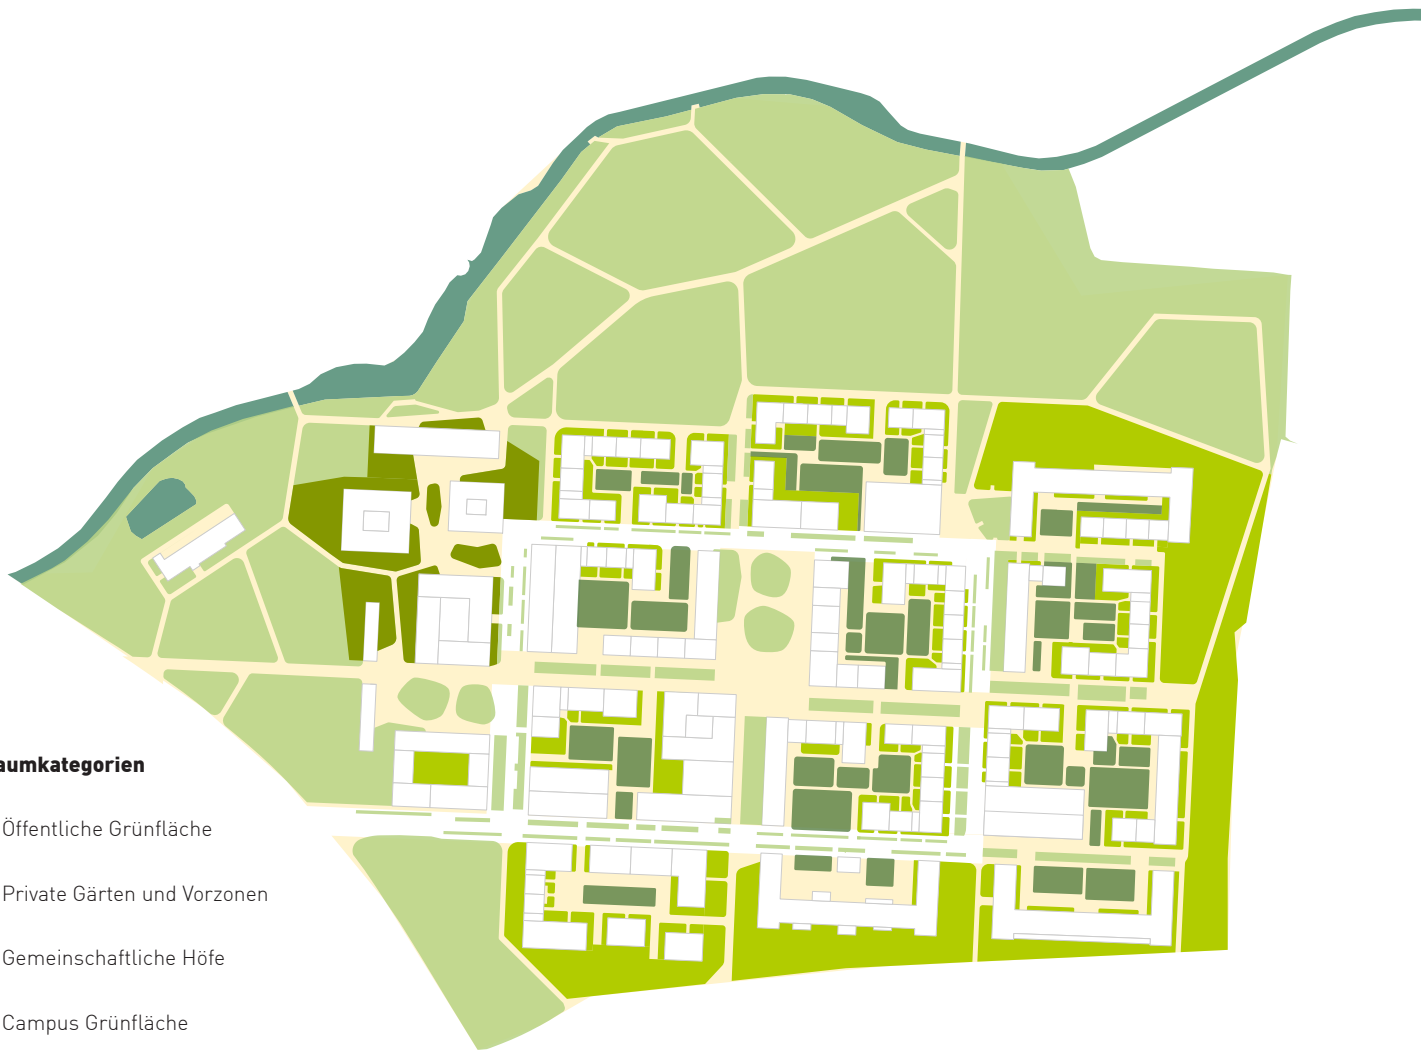 aumkategorien
Öffentliche Grünfläche
Private Gärten und Vorzonen
Gemeinschaftliche Höfe
Campus Grünfläche